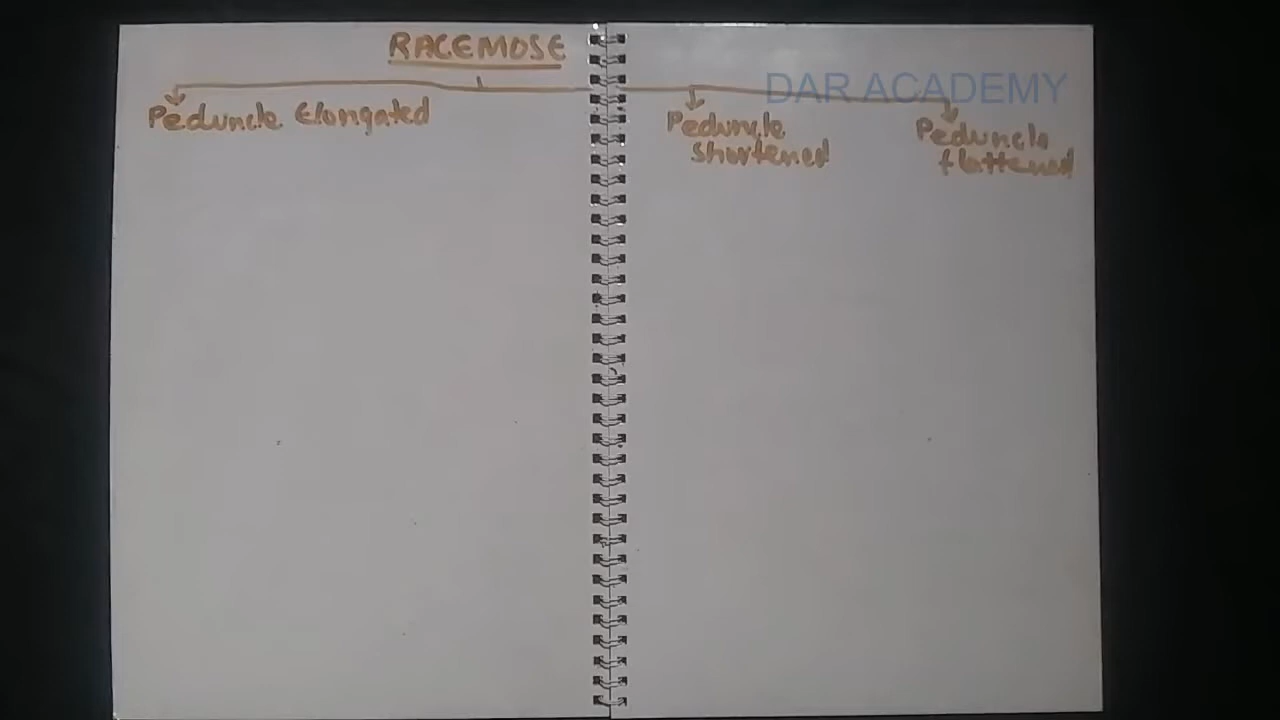 RACEMOSE
DAR ACADEMY
Peduncle Elongated
Peduncle
shortened
Peduncle
flattened